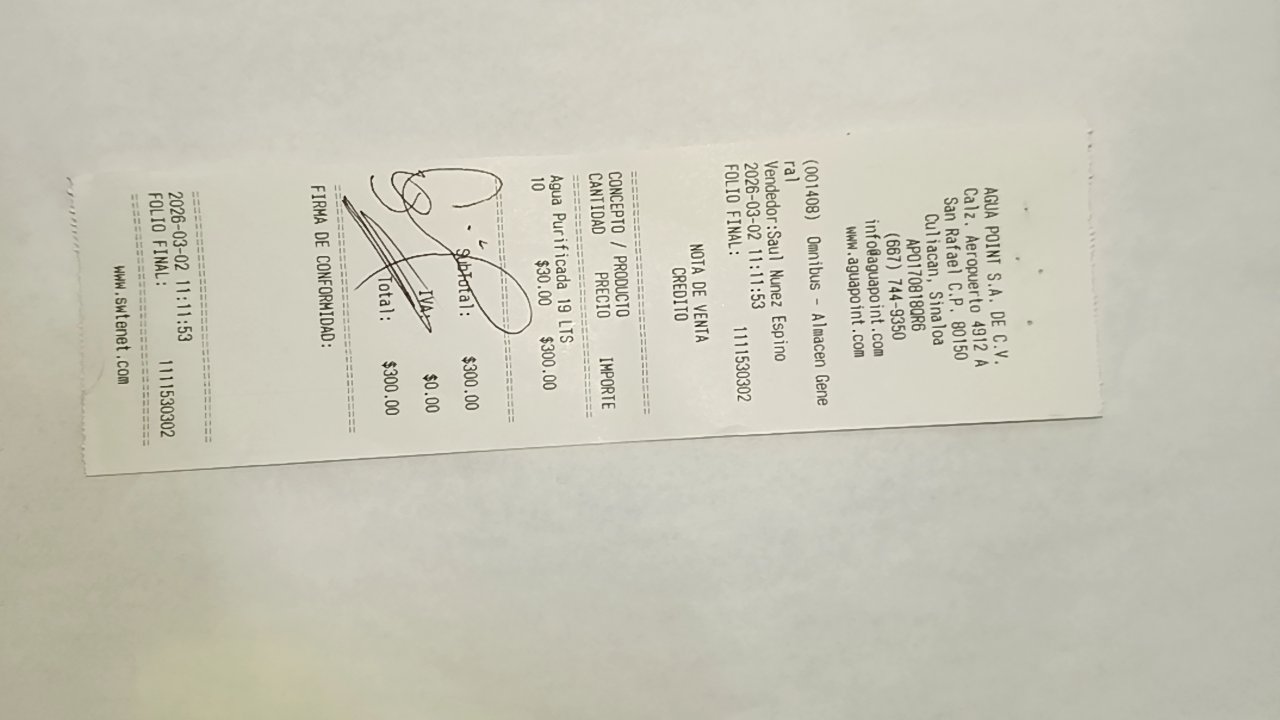 AGUA POINT S.A. DE C.V.
Calz. Aeropuerto 4912 A
San Rafael C.P. 80150
Culiacan, Sinaloa
APO170818QR6
(667) 744-9350
info@aguapoint.com
www.aguapoint.com
(001408) Omnibus - Almacen Gene
ral
Vendedor:Saul Nunez Espino
2026-03-02 11:11:53
FOLIO FINAL: 1111530302
NOTA DE VENTA
CREDITO
CONCEPTO / PRODUCTO
CANTIDAD PRECIO IMPORTE
Agua Purificada 19 LTS
10 $30.00 $300.00
SubTotal: $300.00
IVA: $0.00
Total: $300.00
FIRMA DE CONFORMIDAD:
2026-03-02 11:11:53
FOLIO FINAL: 1111530302
www.swtenet.com